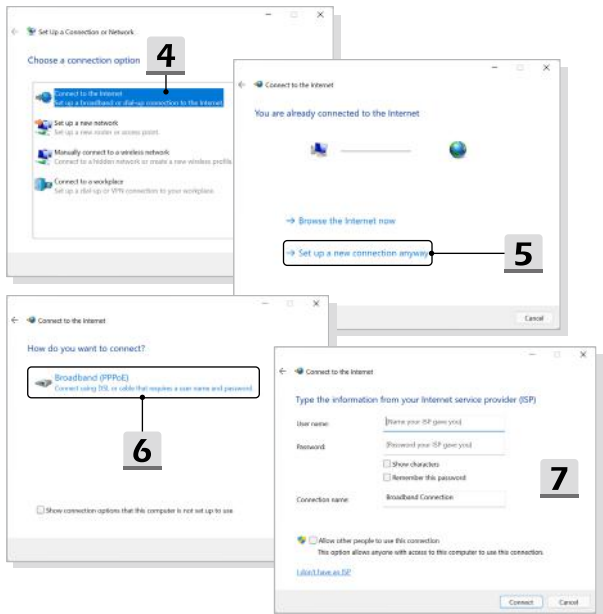 Set Up a Connection or Network
Choose a connection option
4
Connect to the Internet
Set up a broadband or dial-up connection to the Internet.
Set up a new network
Set up a new router or access point.
Manually connect to a wireless network
Connect to a hidden network or create a new wireless profile.
Connect to a workplace
Set up a dial-up or VPN connection to your workplace.
Connect to the Internet
You are already connected to the Internet
Browse the Internet now
Set up a new connection anyway
5
Cancel
Connect to the Internet
How do you want to connect?
Broadband (PPPoE)
Connect using DSL or cable that requires a user name and password.
6
Show connection options that this computer is not set up to use
Connect to the Internet
Type the information from your Internet service provider (ISP)
User name:
[Name your ISP gave you]
Password:
[Password your ISP gave you]
Show characters
Remember this password
7
Connection name:
Broadband Connection
Allow other people to use this connection
This option allows anyone with access to this computer to use this connection.
I don't have an ISP
Connect
Cancel